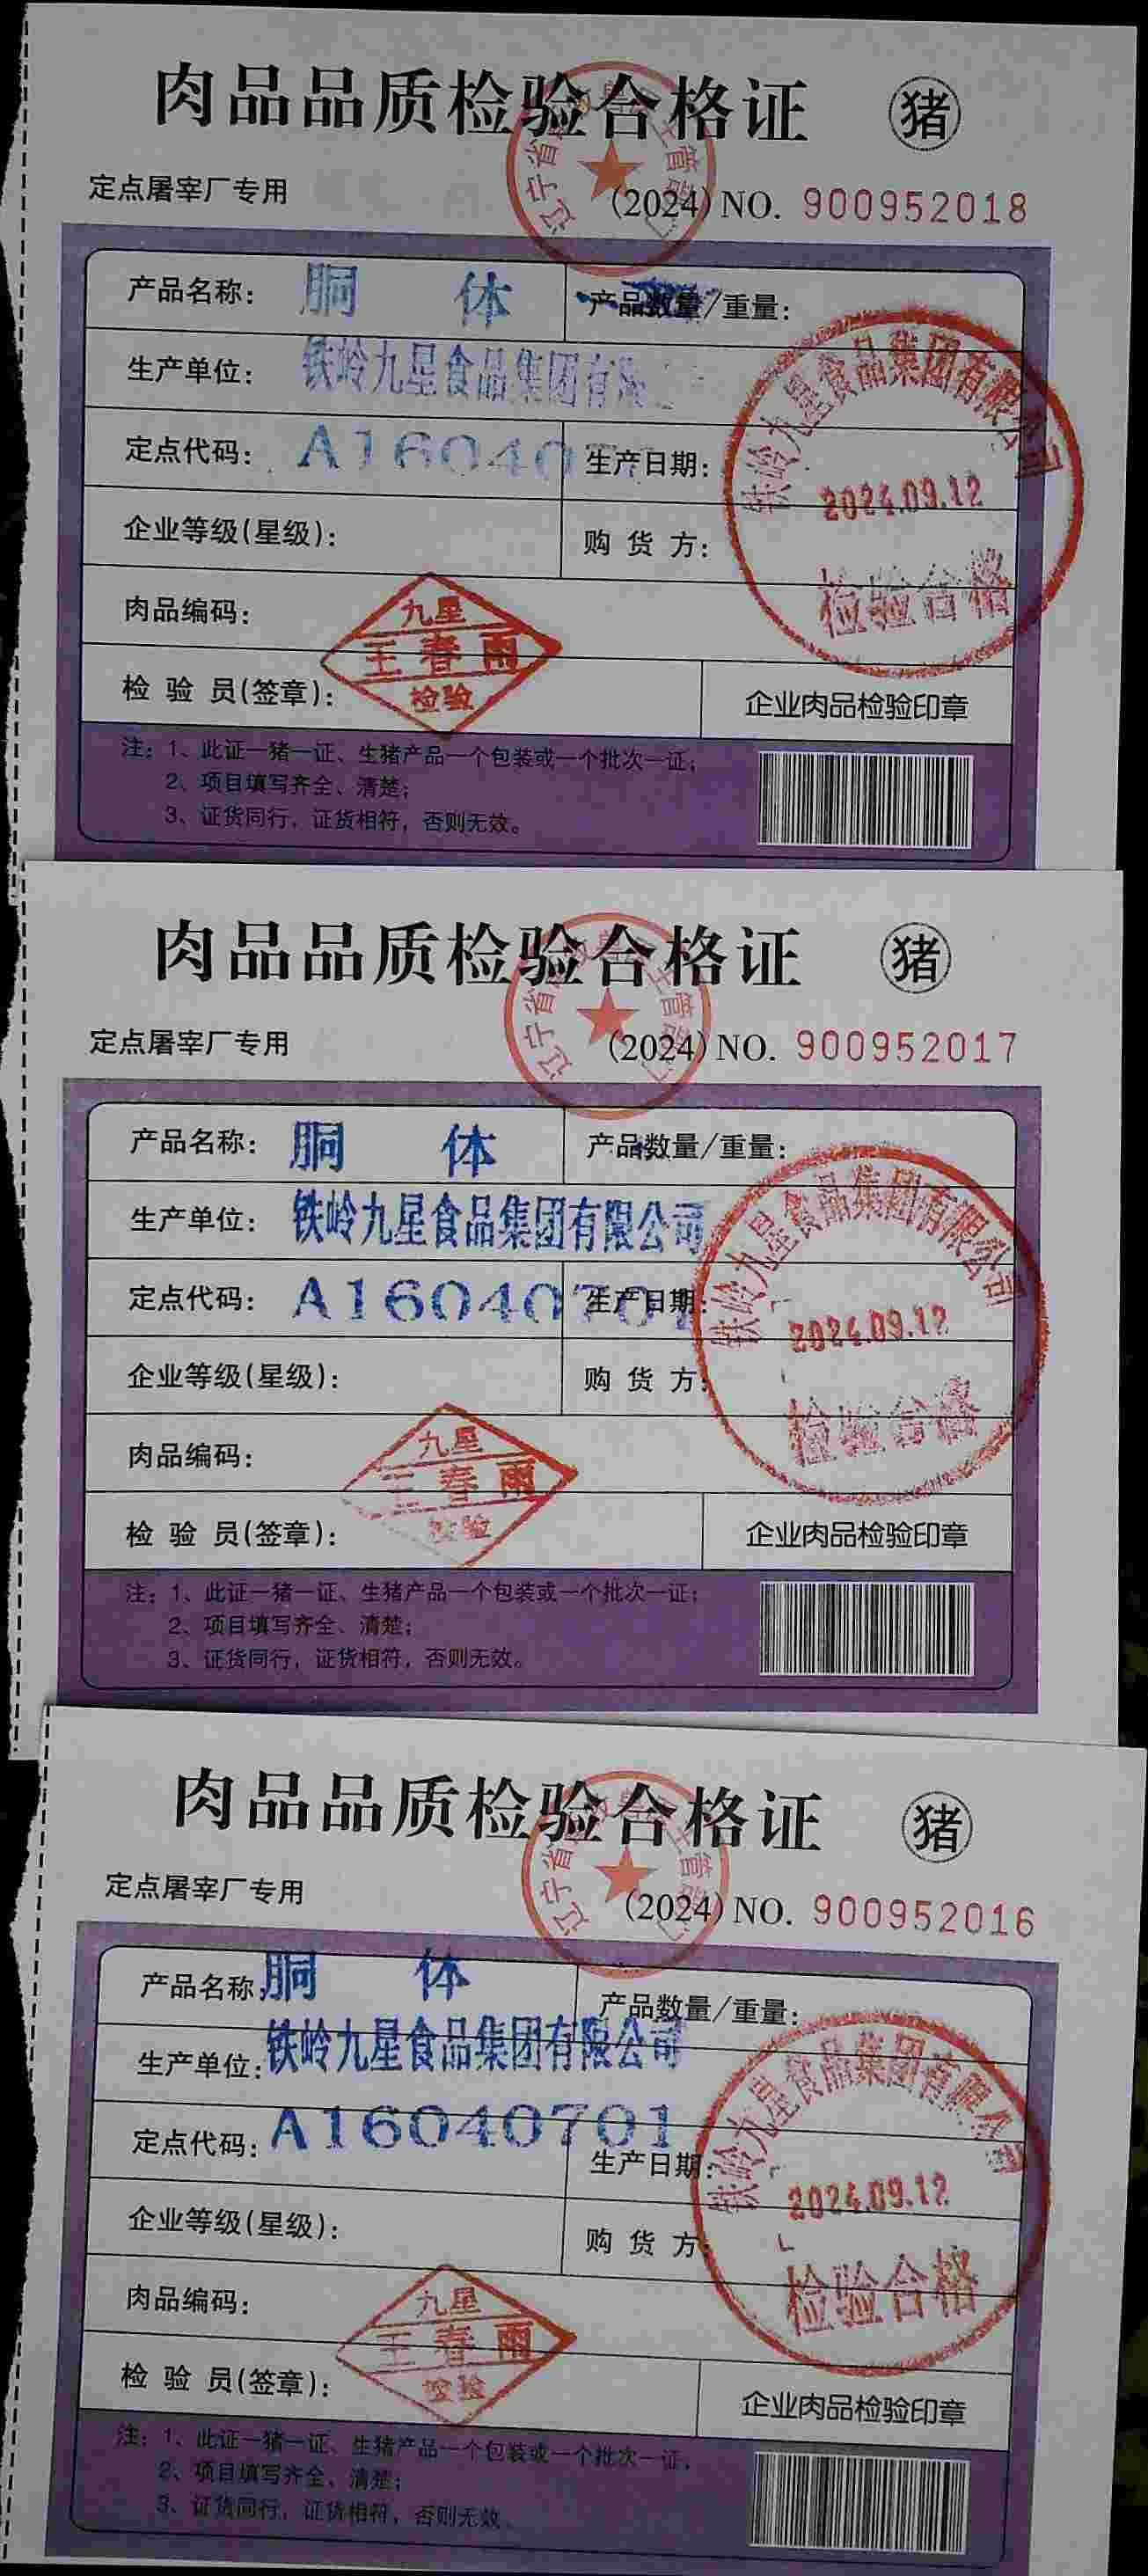 肉品品质检验合格证 猪
定点屠宰厂专用 (2024) NO. 900952018
辽宁省
产品名称: 胴 体 产品数量/重量:
生产单位: 铁岭九星食品集团有限
定点代码: A16040 生产日期:
铁岭九星食品集团有限公司
2024.09.12
检验合格
企业等级(星级): 购 货 方:
肉品编码:
九星
王春雨
检验
检 验 员(签章): 企业肉品检验印章
注: 1、此证一猪一证、生猪产品一个包装或一个批次一证;
2、项目填写齐全、清楚;
3、证货同行, 证货相符, 否则无效。
肉品品质检验合格证 猪
定点屠宰厂专用 (2024) NO. 900952017
辽宁省
产品名称: 胴 体 产品数量/重量:
生产单位: 铁岭九星食品集团有限公司
定点代码: A16040701 生产日期:
铁岭九星食品集团有限公司
2024.09.12
检验合格
企业等级(星级): 购 货 方:
肉品编码:
九星
王春雨
检验
检 验 员(签章): 企业肉品检验印章
注: 1、此证一猪一证、生猪产品一个包装或一个批次一证;
2、项目填写齐全、清楚;
3、证货同行, 证货相符, 否则无效。
肉品品质检验合格证 猪
定点屠宰厂专用 (2024) NO. 900952016
辽宁省
产品名称: 胴 体 产品数量/重量:
生产单位: 铁岭九星食品集团有限公司
定点代码: A16040701 生产日期:
铁岭九星食品集团有限公司
2024.09.12
检验合格
企业等级(星级): 购 货 方:
肉品编码:
九星
王春雨
检验
检 验 员(签章): 企业肉品检验印章
注: 1、此证一猪一证、生猪产品一个包装或一个批次一证,
2、项目填写齐全、清楚;
3、证货同行, 证货相符, 否则无效